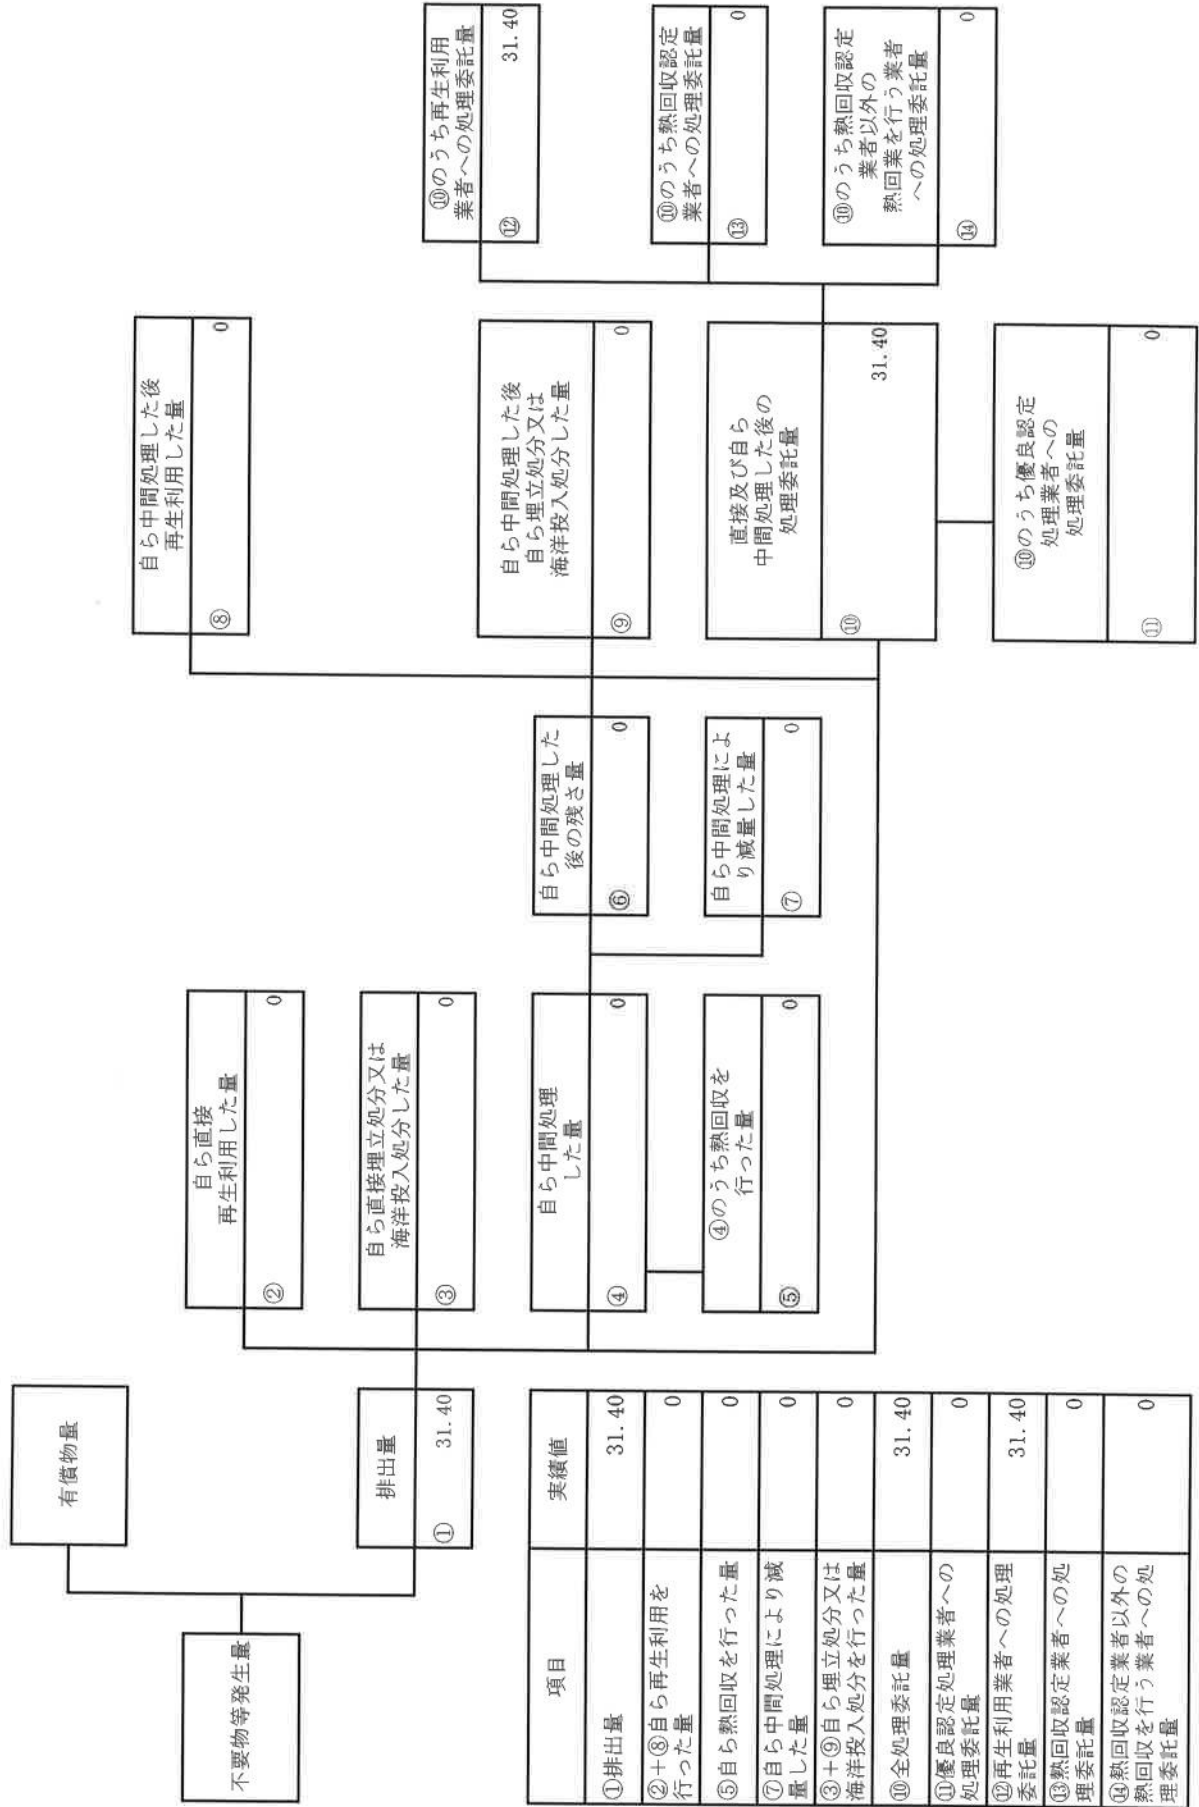 有償物量
不要物等発生量
排出量
① 31.40
自ら直接
再生利用した量
② 0
自ら直接埋立処分又は
海洋投入処分した量
③ 0
自ら中間処理
した量
④ 0
④のうち熱回収を
行った量
⑤ 0
自ら中間処理した
後の残さ量
⑥ 0
自ら中間処理によ
り減量した量
⑦ 0
自ら中間処理した後
再生利用した量
⑧ 0
自ら中間処理した後
自ら埋立処分又は
海洋投入処分した量
⑨ 0
直接及び自ら
中間処理した後の
処理委託量
⑩ 31.40
⑩のうち優良認定
処理業者への
処理委託量
⑪ 0
⑩のうち再生利用
業者への処理委託量
⑫ 31.40
⑩のうち熱回収認定
業者への処理委託量
⑬ 0
⑩のうち熱回収認定
業者以外の
熱回業を行う業者
への処理委託量
⑭ 0
項目 実績値
①排出量 31.40
②+⑧自ら再生利用を
行った量 0
⑤自ら熱回収を行った量 0
⑦自ら中間処理により減
量した量 0
③+⑨自ら埋立処分又は
海洋投入処分を行った量 0
⑩全処理委託量 31.40
⑪優良認定処理業者への
処理委託量 0
⑫再生利用業者への処理
委託量 31.40
⑬熱回収認定業者への処
理委託量 0
⑭熱回収認定業者以外の
熱回収を行う業者への処
理委託量 0